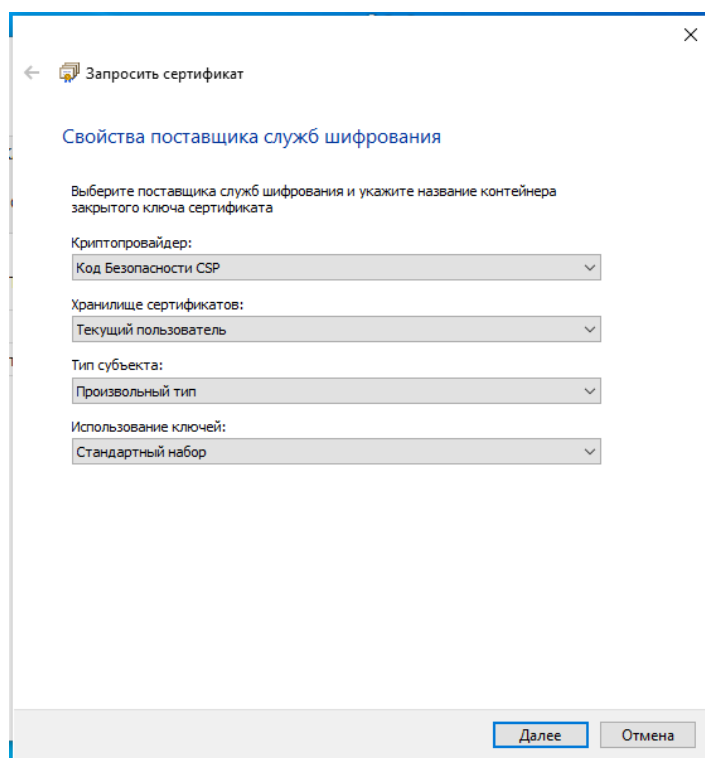 Запросить сертификат
Свойства поставщика служб шифрования
Выберите поставщика служб шифрования и укажите название контейнера
закрытого ключа сертификата
Криптопровайдер:
Код Безопасности CSP
Хранилище сертификатов:
Текущий пользователь
Тип субъекта:
Произвольный тип
Использование ключей:
Стандартный набор
Далее
Отмена